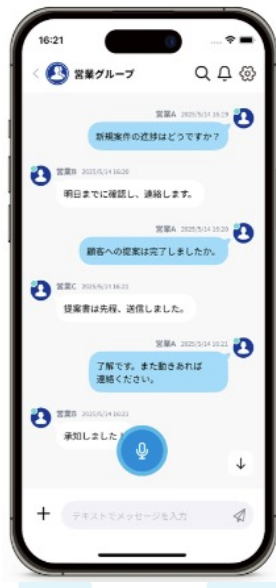 16:21
営業グループ
営業A 2025/5/14 16:19
新規案件の進捗はどうですか？
営業B 2025/5/14 16:20
明日までに確認し、連絡します。
営業A 2025/5/14 16:20
顧客への提案は完了しましたか。
営業C 2025/5/14 16:21
提案書は先程、送信しました。
営業A 2025/5/14 16:21
了解です。また動きあれば
連絡ください。
営業B 2025/5/14 16:21
承知しました！
テキストでメッセージを入力